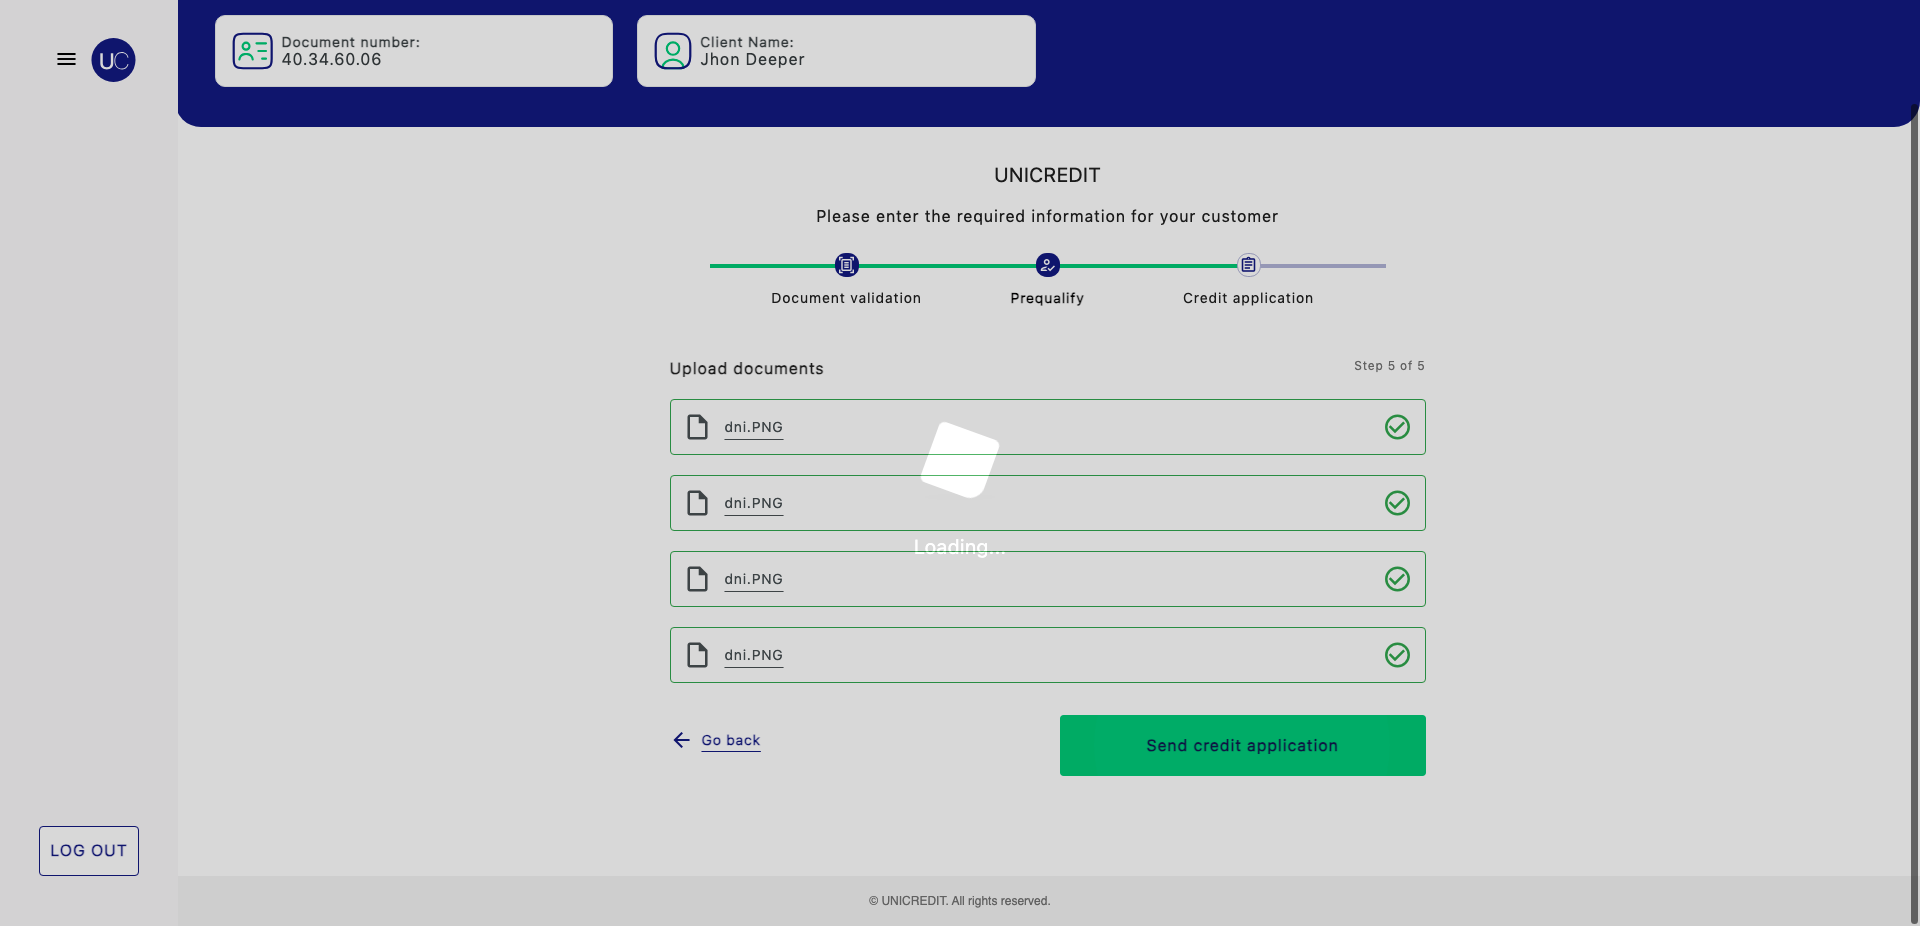 UC
Document number:
40.34.60.06
Client Name:
Jhon Deeper
UNICREDIT
Please enter the required information for your customer
Document validation
Prequalify
Credit application
Upload documents
Step 5 of 5
dni.PNG
dni.PNG
Loading...
dni.PNG
dni.PNG
Go back
Send credit application
LOG OUT
© UNICREDIT. All rights reserved.